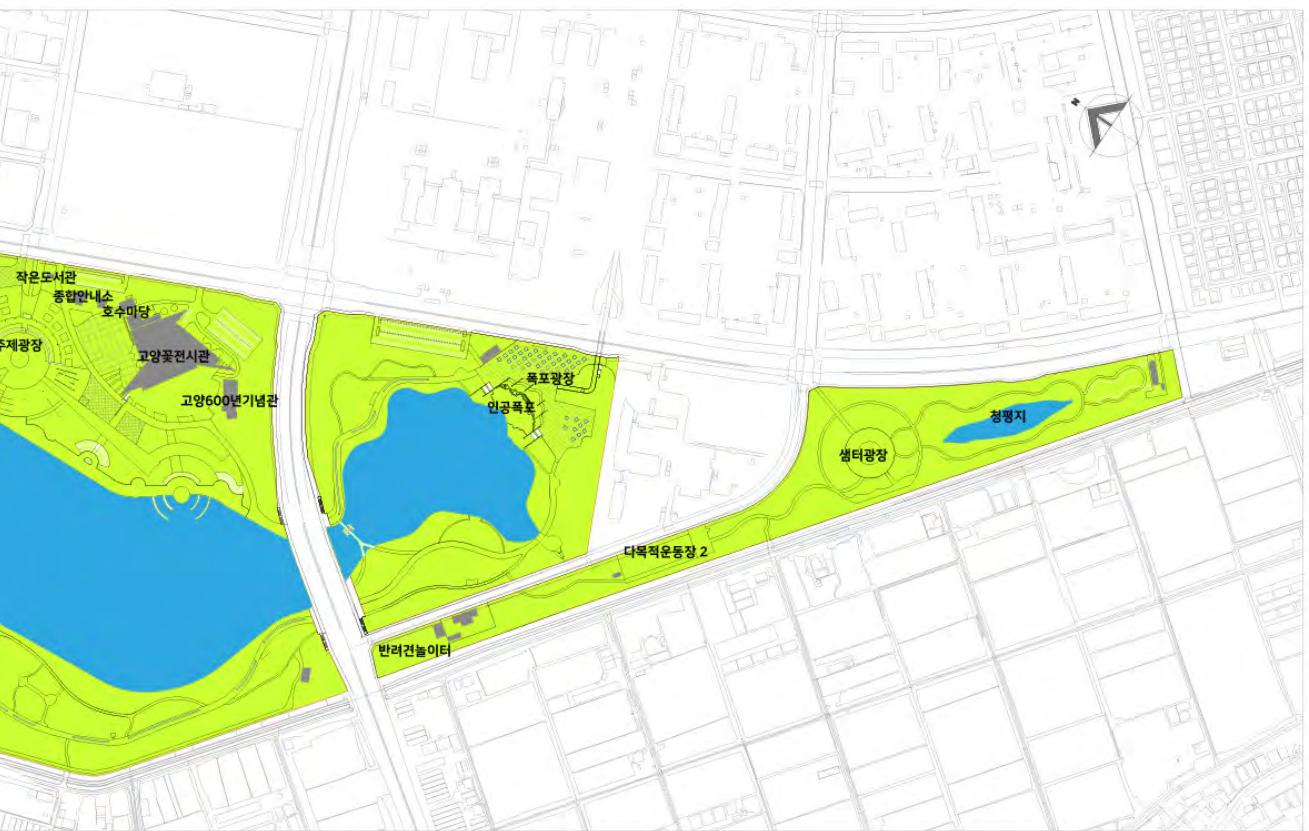 N
작은도서관
종합안내소
호수마당
주제광장
고양꽃전시관
고양600년기념관
폭포광장
인공폭포
청평지
샘터광장
다목적운동장 2
반려견놀이터